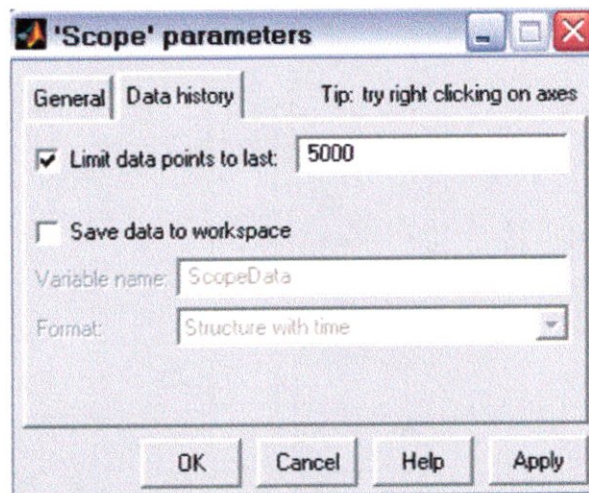 'Scope' parameters
General Data history Tip: try right clicking on axes
Limit data points to last: 5000
Save data to workspace
Variable name: ScopeData
Format: Structure with time
OK Cancel Help Apply